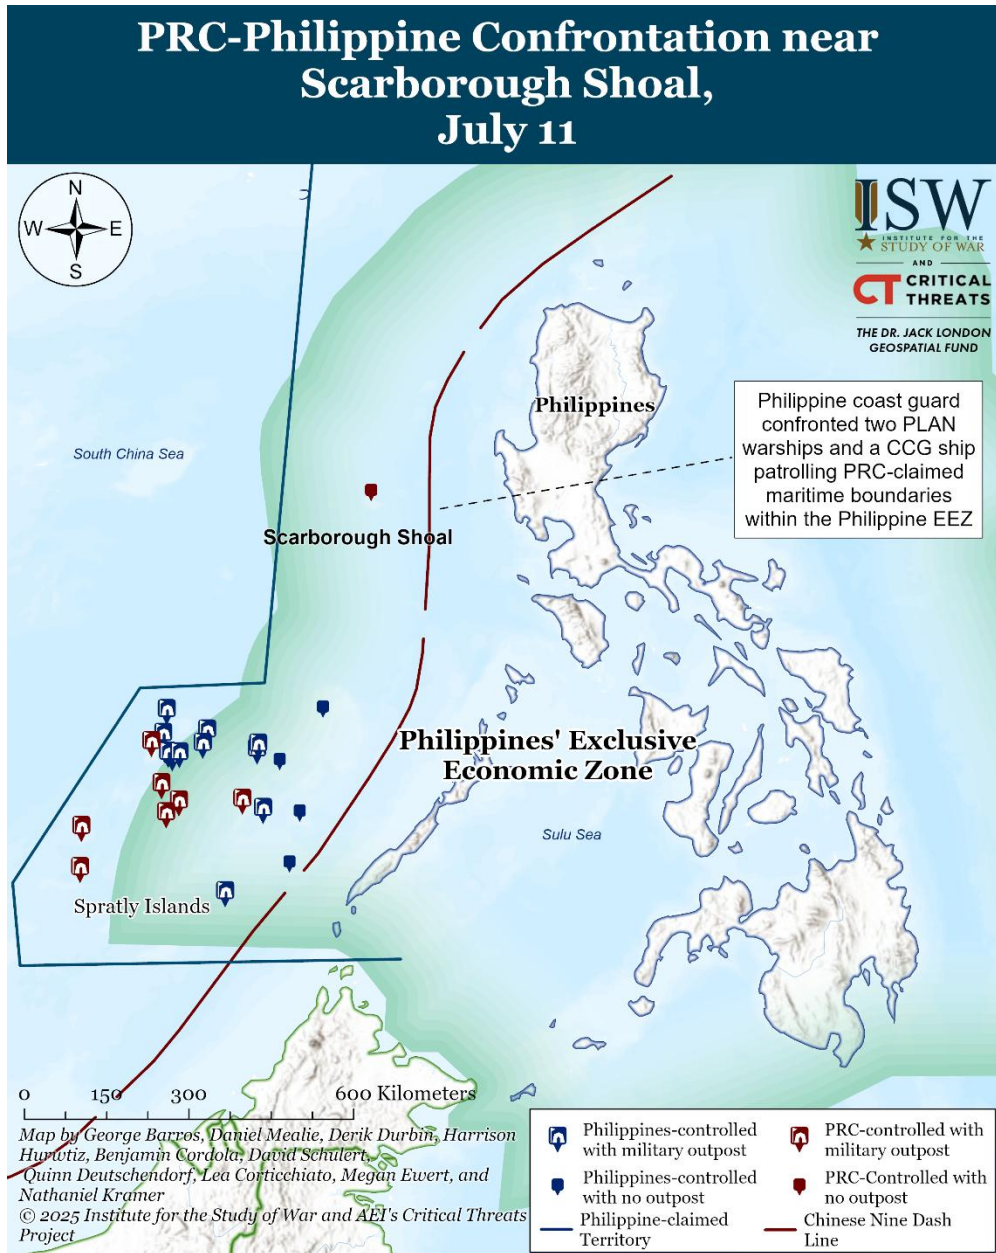 PRC-Philippine Confrontation near
Scarborough Shoal,
July 11
N
W
E
S
ISW
INSTITUTE FOR THE
STUDY OF WAR
AND
CT CRITICAL
THREATS
THE DR. JACK LONDON
GEOSPATIAL FUND
Philippines
Philippine coast guard
confronted two PLAN
warships and a CCG ship
patrolling PRC-claimed
maritime boundaries
within the Philippine EEZ
South China Sea
Scarborough Shoal
Philippines' Exclusive
Economic Zone
Sulu Sea
Spratly Islands
0 150 300 600 Kilometers
Map by George Barros, Daniel Mealie, Derik Durbin, Harrison
Hurwtiz, Benjamin Cordola, David Schulert,
Quinn Deutschendorf, Lea Corticchiato, Megan Ewert, and
Nathaniel Kramer
© 2025 Institute for the Study of War and AEI's Critical Threats
Project
Philippines-controlled
with military outpost
PRC-controlled with
military outpost
Philippines-controlled
with no outpost
PRC-Controlled with
no outpost
Philippine-claimed
Territory
Chinese Nine Dash
Line